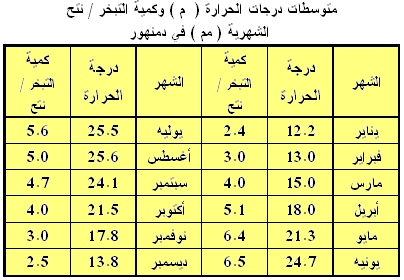 متوسطات درجات الحرارة ( م ) وكمية التبخر / نتح
الشهرية ( مم ) في دمنهور
الشهر درجة الحرارة كمية التبخر / نتح الشهر درجة الحرارة كمية التبخر / نتح
يناير 12.2 2.4 يوليه 25.5 5.6
فبراير 13.0 3.0 أغسطس 25.6 5.0
مارس 15.0 4.0 سبتمبر 24.1 4.7
أبريل 18.0 5.1 أكتوبر 21.5 4.0
مايو 21.3 6.4 نوفمبر 17.8 3.0
يونيه 24.7 6.5 ديسمبر 13.8 2.5